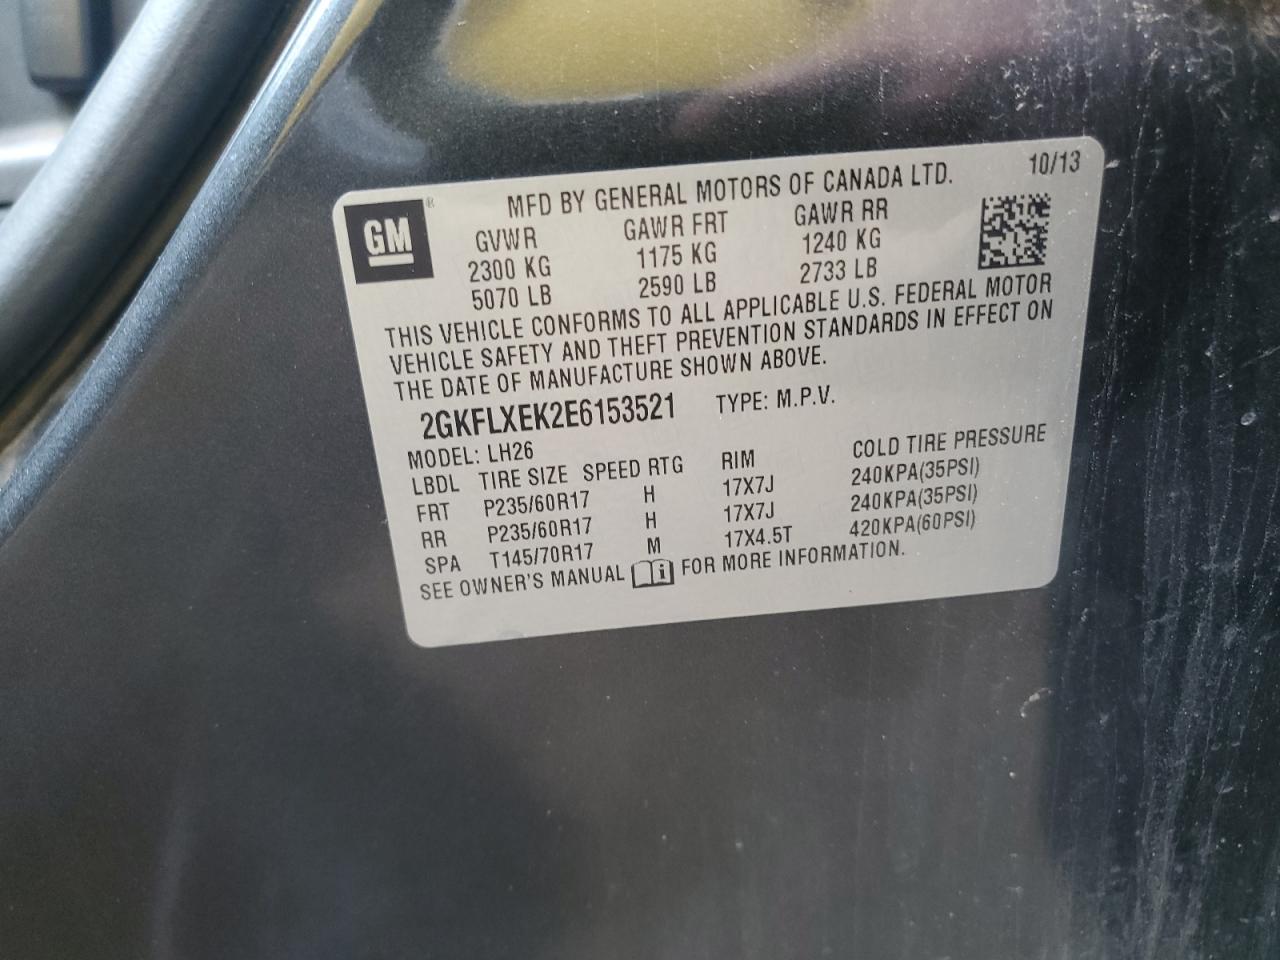 GM®
MFD BY GENERAL MOTORS OF CANADA LTD. 10/13
GVWR GAWR FRT GAWR RR
2300 KG 1175 KG 1240 KG
5070 LB 2590 LB 2733 LB
THIS VEHICLE CONFORMS TO ALL APPLICABLE U.S. FEDERAL MOTOR
VEHICLE SAFETY AND THEFT PREVENTION STANDARDS IN EFFECT ON
THE DATE OF MANUFACTURE SHOWN ABOVE.
2GKFLXEK2E6153521 TYPE: M.P.V.
MODEL: LH26
LBDL TIRE SIZE SPEED RTG RIM COLD TIRE PRESSURE
FRT P235/60R17 H 17X7J 240KPA(35PSI)
RR P235/60R17 H 17X7J 240KPA(35PSI)
SPA T145/70R17 M 17X4.5T 420KPA(60PSI)
SEE OWNER'S MANUAL FOR MORE INFORMATION.